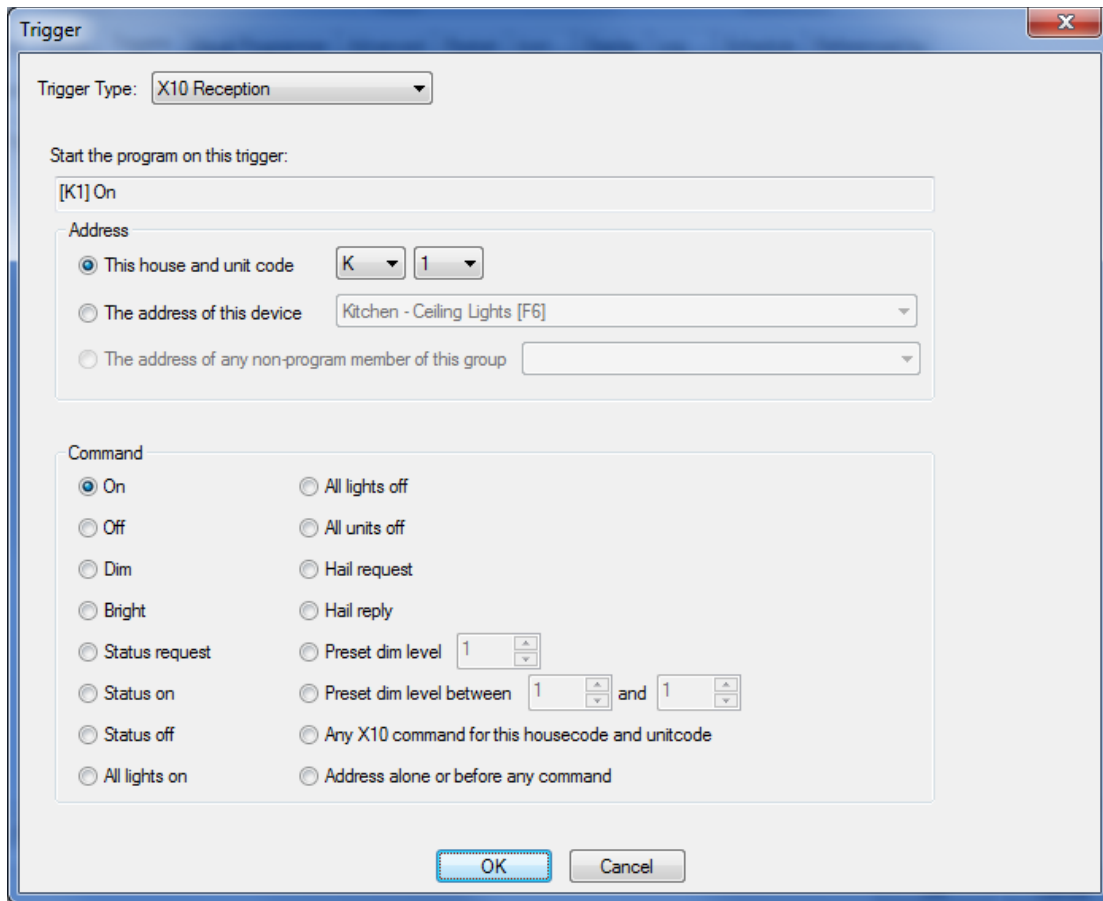 Trigger
X
Trigger Type: X10 Reception
Start the program on this trigger:
[K1] On
Address
This house and unit code K 1
The address of this device Kitchen - Ceiling Lights [F6]
The address of any non-program member of this group
Command
On All lights off
Off All units off
Dim Hail request
Bright Hail reply
Status request Preset dim level 1
Status on Preset dim level between 1 and 1
Status off Any X10 command for this housecode and unitcode
All lights on Address alone or before any command
OK Cancel